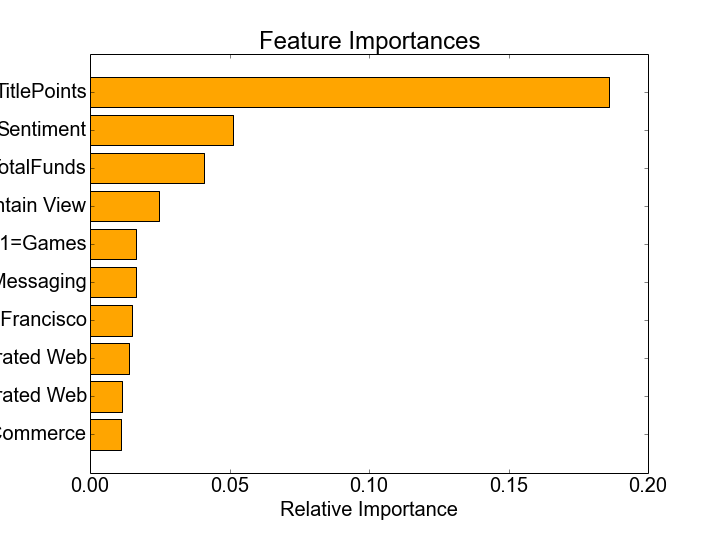 Feature Importances
TitlePoints
Sentiment
TotalFunds
ntain View
1=Games
Messaging
Francisco
rated Web
rated Web
Commerce
0.00 0.05 0.10 0.15 0.20
Relative Importance